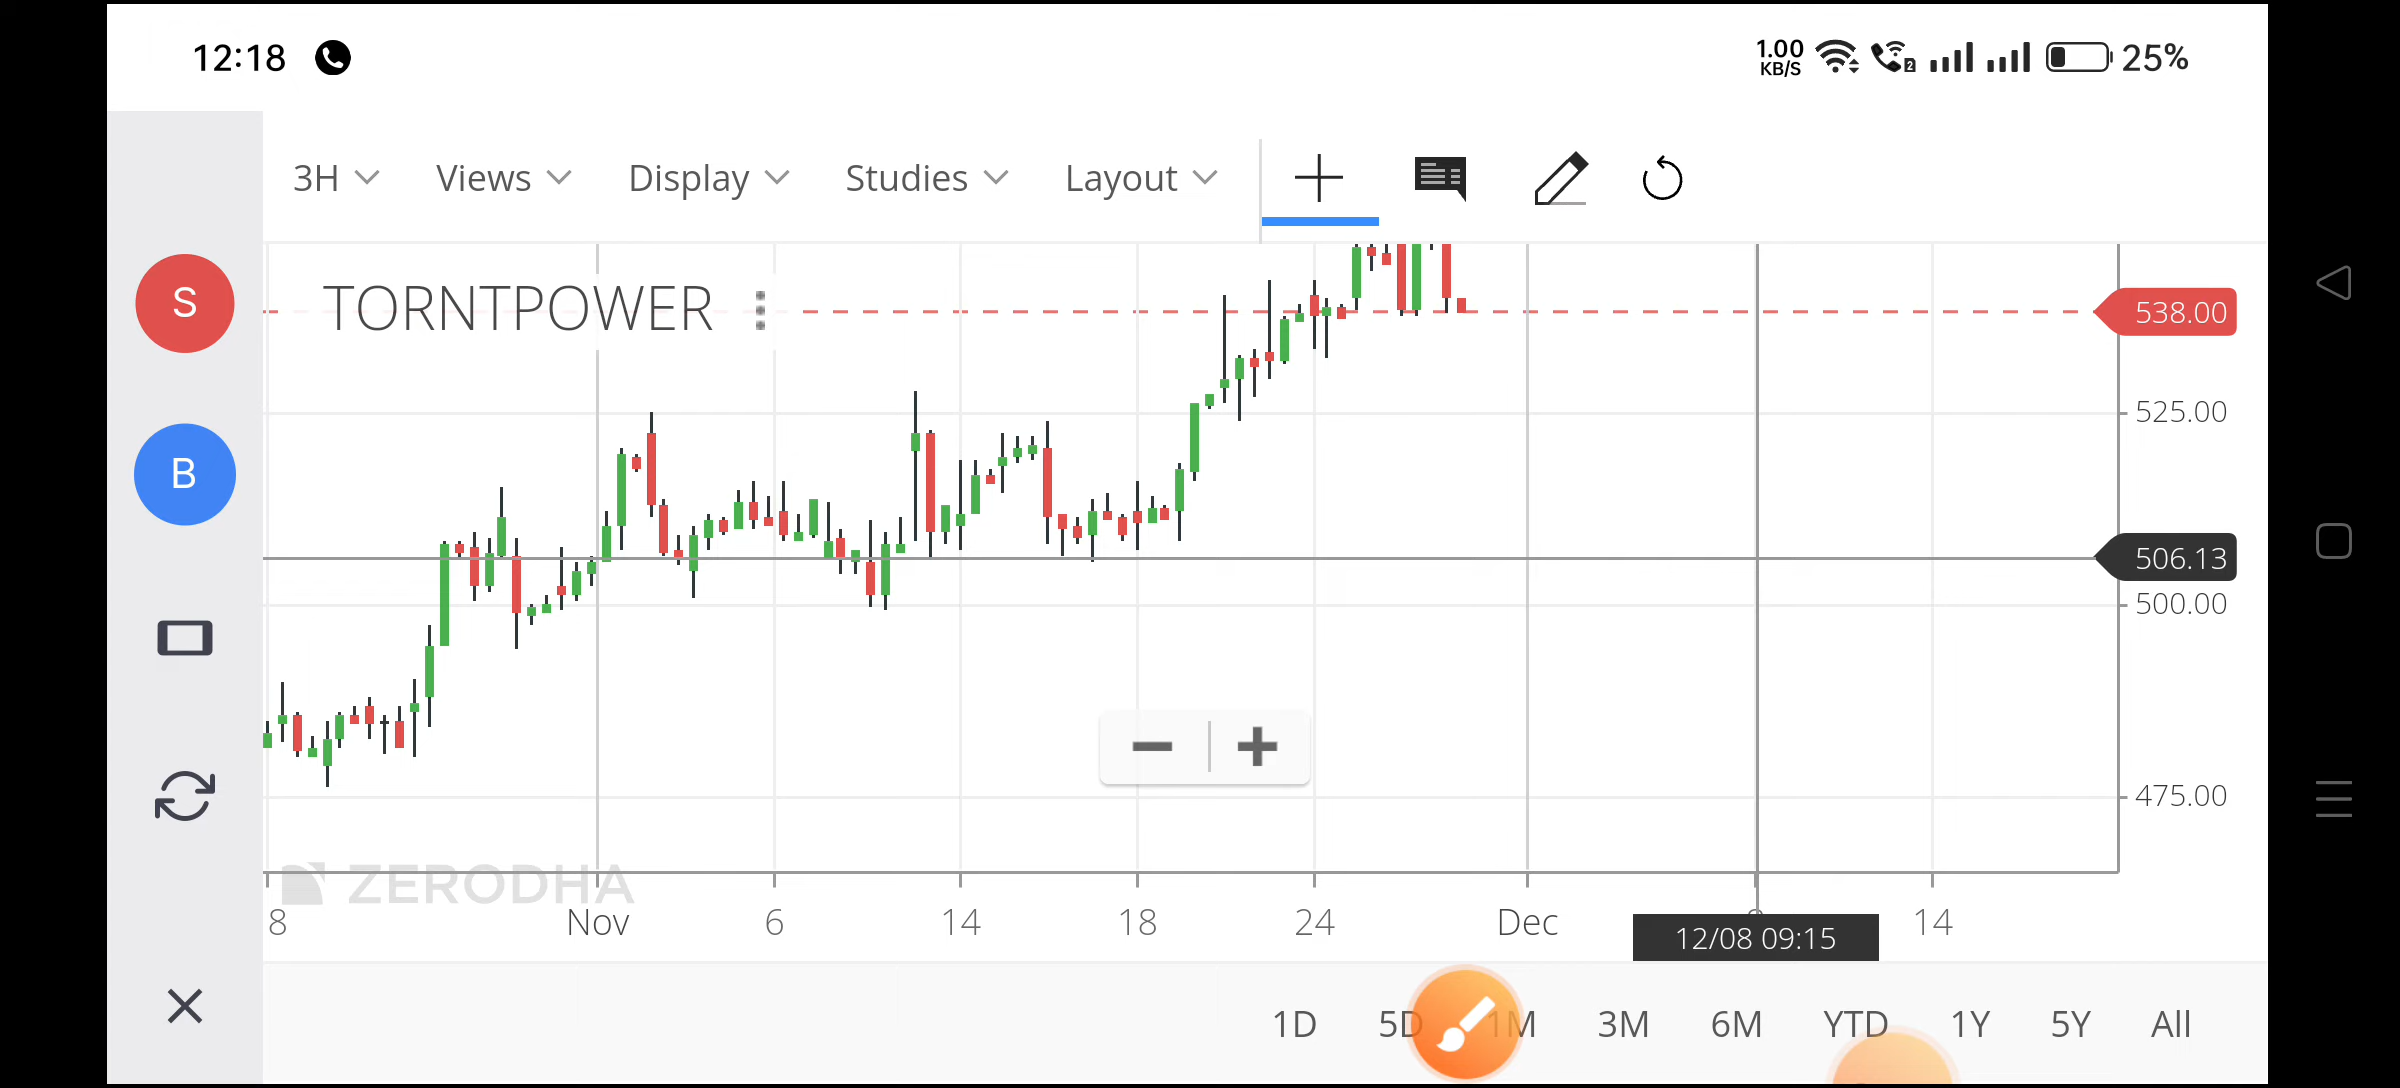 12:18 1.00 KB/S 2 25%
3H Views Display Studies Layout
S TORNTPOWER 538.00
525.00
B
506.13
500.00
475.00
ZERODHA
8 Nov 6 14 18 24 Dec 14
12/08 09:15
1D 5D 1M 3M 6M YTD 1Y 5Y All